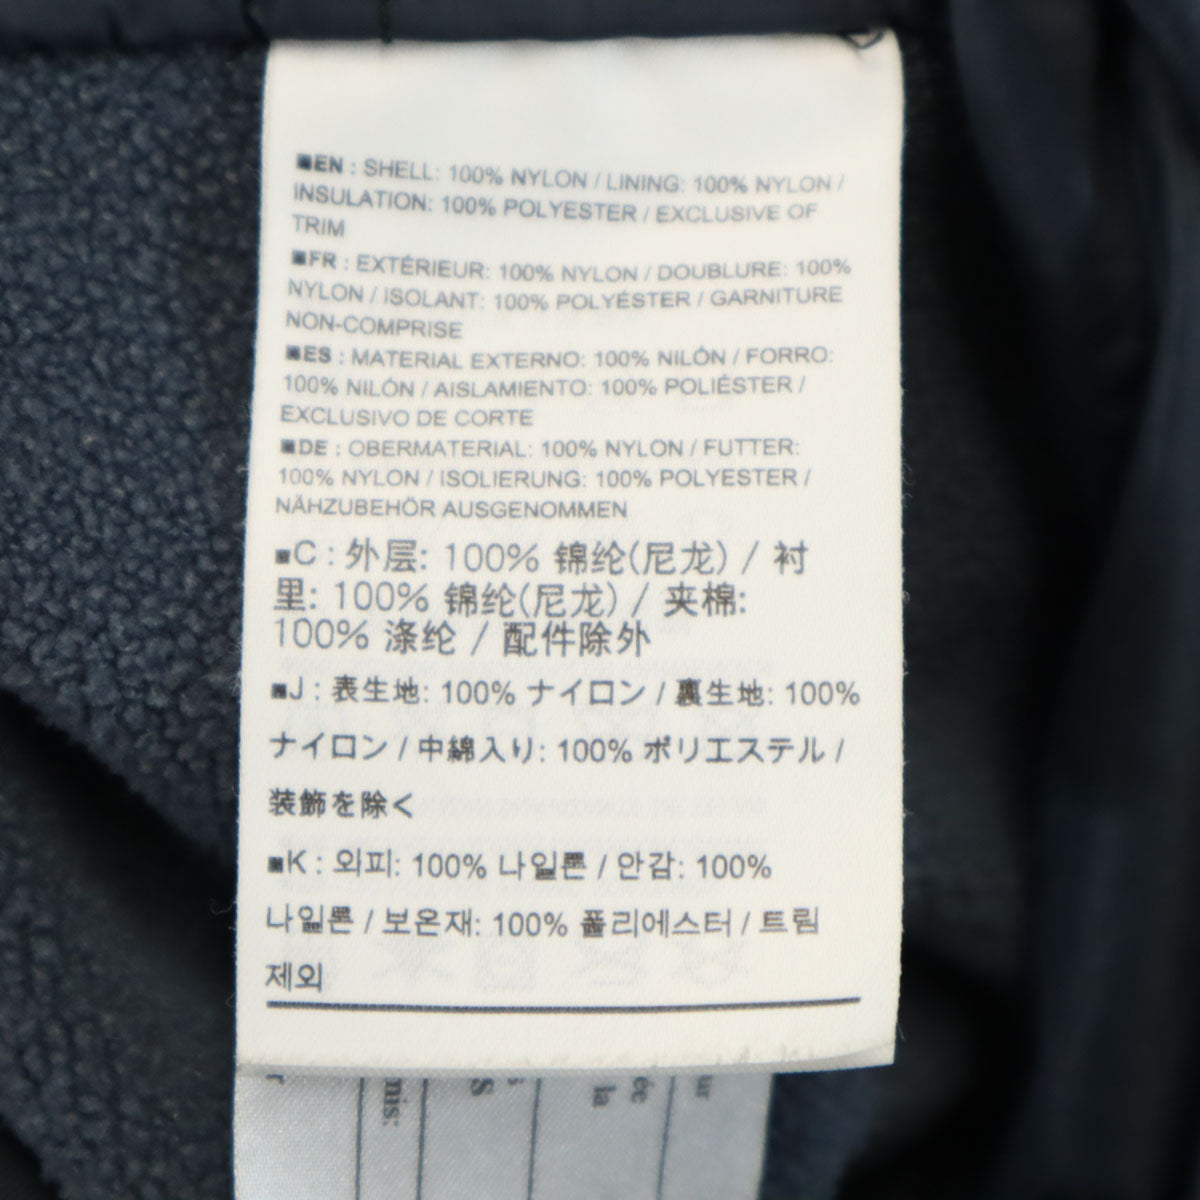 ■EN : SHELL: 100% NYLON / LINING: 100% NYLON /
INSULATION: 100% POLYESTER / EXCLUSIVE OF
TRIM
■FR : EXTÉRIEUR: 100% NYLON / DOUBLURE: 100%
NYLON / ISOLANT: 100% POLYÉSTER / GARNITURE
NON-COMPRISE
■ES : MATERIAL EXTERNO: 100% NILÓN / FORRO:
100% NILÓN / AISLAMIENTO: 100% POLIÉSTER /
EXCLUSIVO DE CORTE
■DE : OBERMATERIAL: 100% NYLON / FUTTER:
100% NYLON / ISOLIERUNG: 100% POLYESTER /
NÄHZUBEHÖR AUSGENOMMEN
■C : 外层: 100% 锦纶(尼龙) / 衬
里: 100% 锦纶(尼龙) / 夹棉:
100% 涤纶 / 配件除外
■J : 表生地: 100% ナイロン / 裏生地: 100%
ナイロン / 中綿入り: 100% ポリエステル /
装飾を除く
■K : 외피: 100% 나일론 / 안감: 100%
나일론 / 보온재: 100% 폴리에스터 / 트림
제외
la